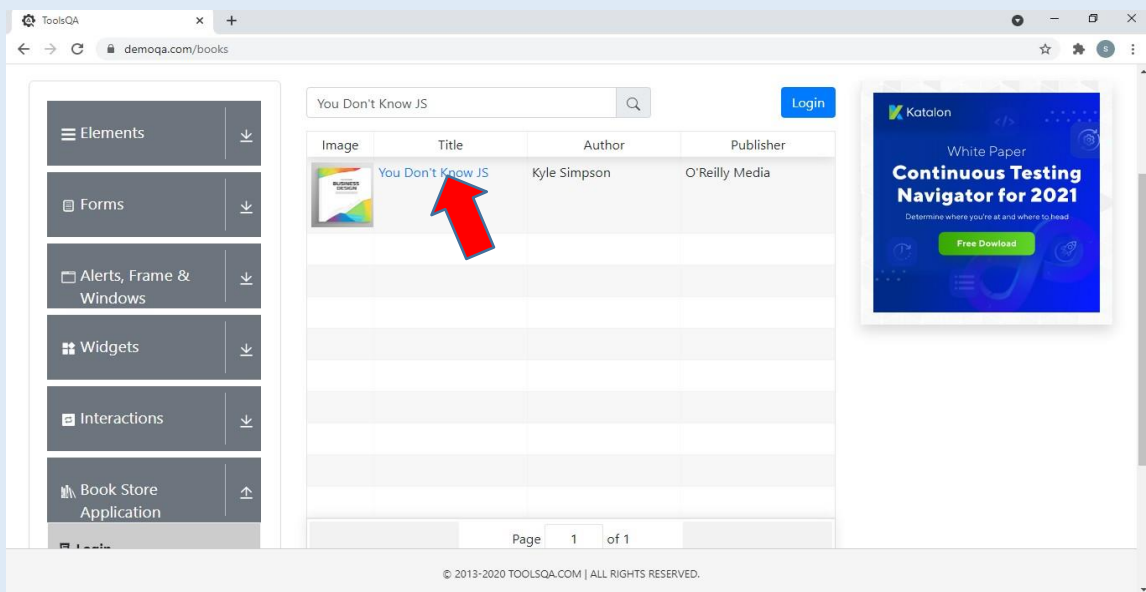 ToolsQA
demoqa.com/books
S
Elements
Forms
Alerts, Frame &
Windows
Widgets
Interactions
Book Store
Application
Login
You Don't Know JS
Login
Image Title Author Publisher
BUSINESS
DESIGN
You Don't Know JS Kyle Simpson O'Reilly Media
Page 1 of 1
Katalon
White Paper
Continuous Testing
Navigator for 2021
Determine where you're at and where to head
Free Dowload
© 2013-2020 TOOLSQA.COM | ALL RIGHTS RESERVED.